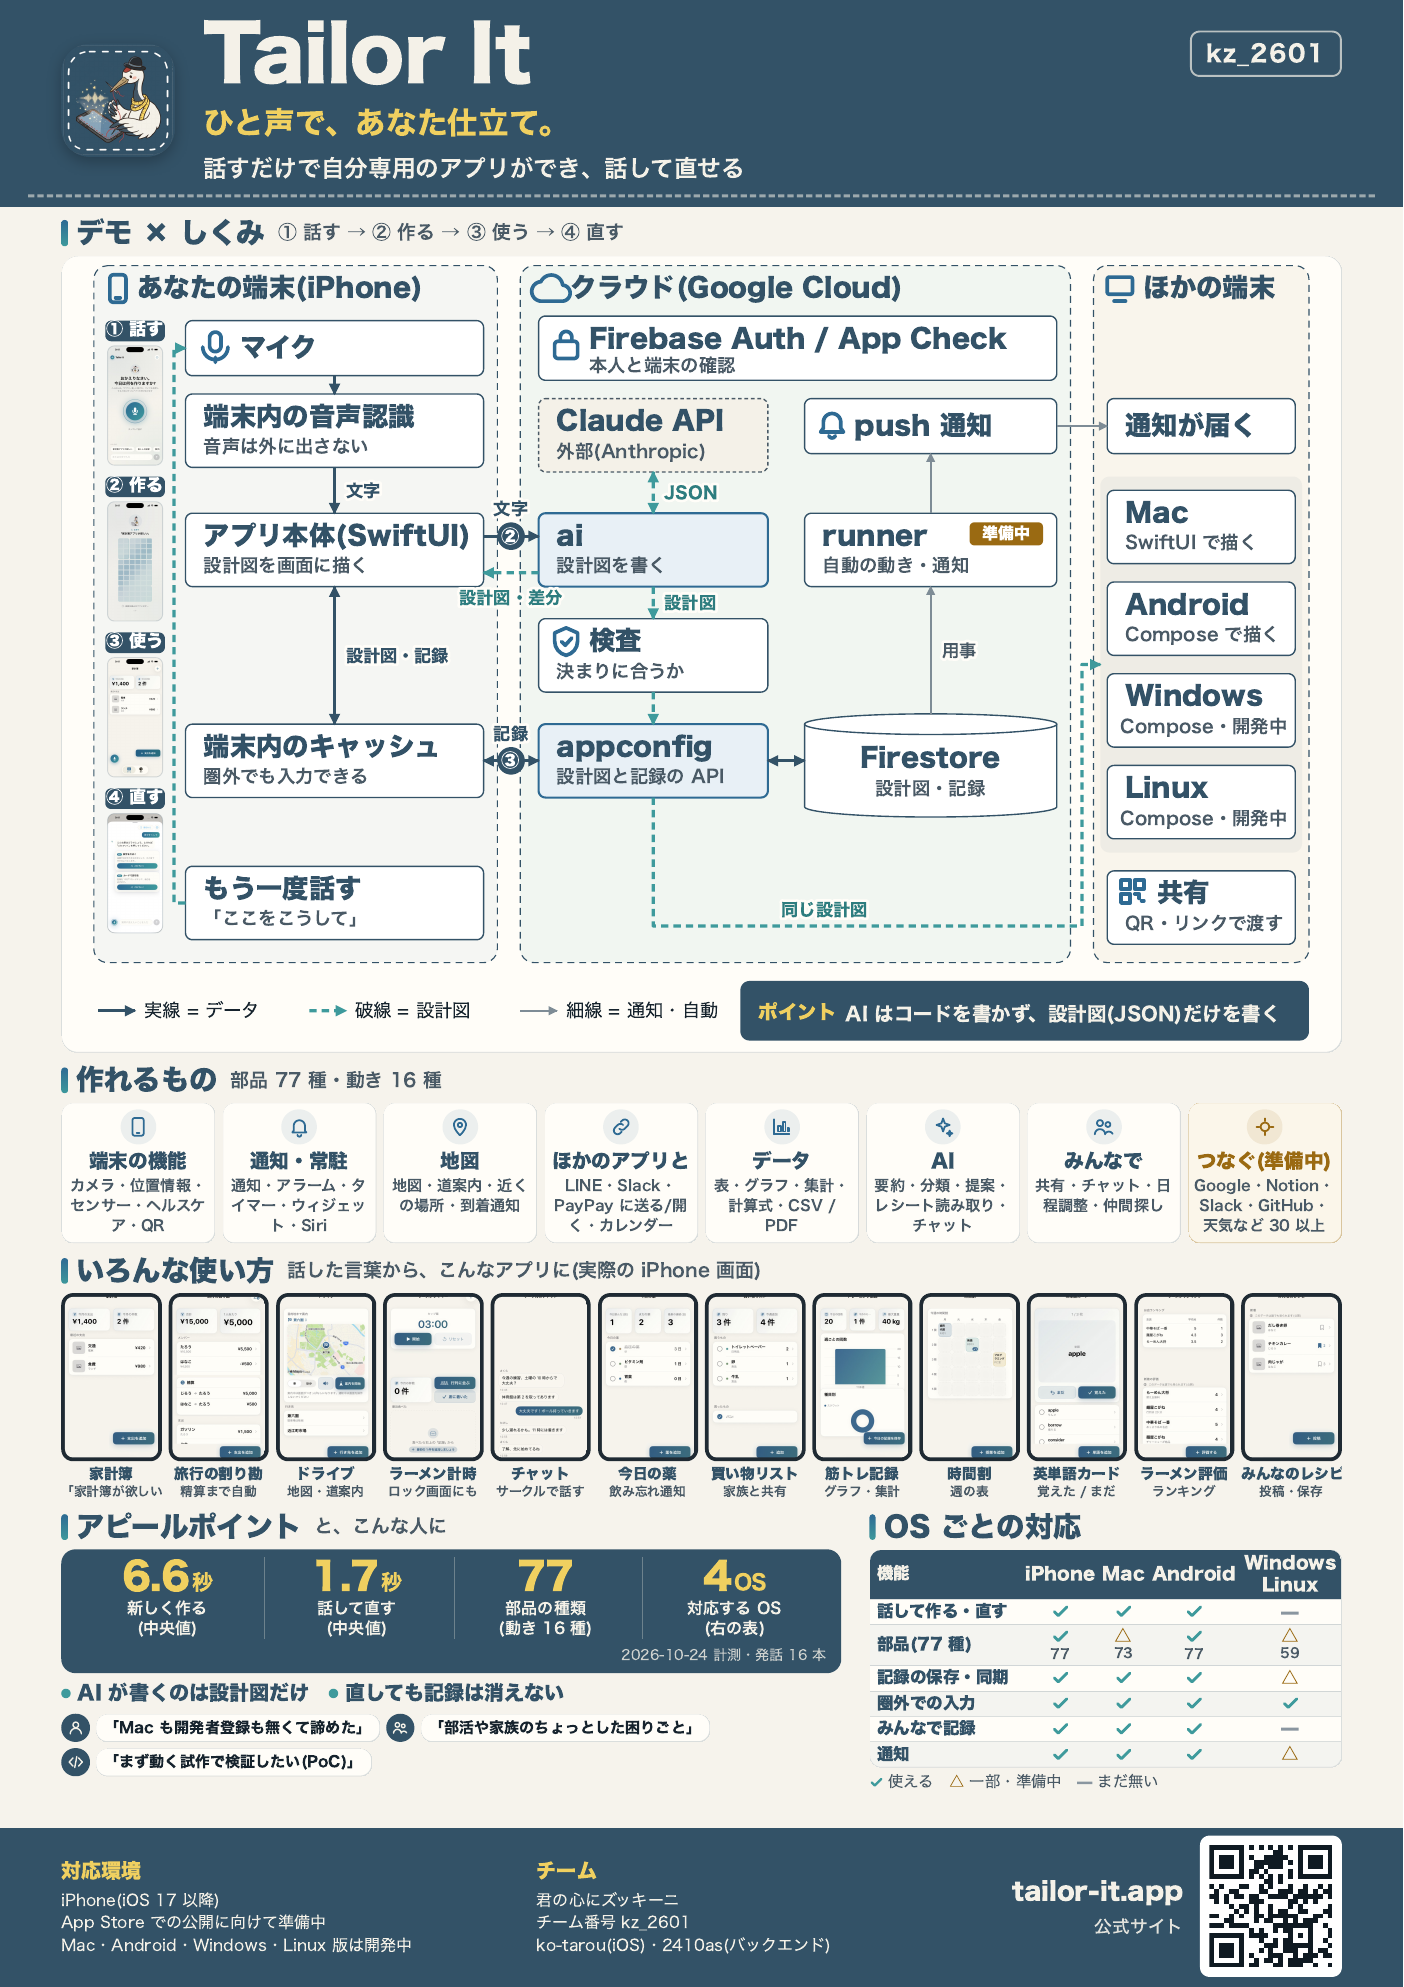 Tailor It
kz_2601
ひと声で、あなた仕立て。
話すだけで自分専用のアプリができ、話して直せる
デモ × しくみ ① 話す → ② 作る → ③ 使う → ④ 直す
あなたの端末(iPhone)
① 話す
② 作る
③ 使う
④ 直す
マイク
端末内の音声認識
音声は外に出さない
文字
アプリ本体(SwiftUI)
設計図を画面に描く
設計図・記録
端末内のキャッシュ
圏外でも入力できる
もう一度話す
「ここをこうして」
文字
②
設計図・差分
記録
③
クラウド(Google Cloud)
Firebase Auth / App Check
本人と端末の確認
Claude API
外部(Anthropic)
JSON
ai
設計図を書く
設計図
検査
決まりに合うか
appconfig
設計図と記録の API
push 通知
runner 準備中
自動の動き・通知
用事
Firestore
設計図・記録
同じ設計図
ほかの端末
通知が届く
Mac
SwiftUI で描く
Android
Compose で描く
Windows
Compose・開発中
Linux
Compose・開発中
共有
QR・リンクで渡す
実線 = データ
破線 = 設計図
細線 = 通知・自動
ポイント AI はコードを書かず、設計図(JSON)だけを書く
作れるもの 部品 77 種・動き 16 種
端末の機能
カメラ・位置情報・
センサー・ヘルスケ
ア・QR
通知・常駐
通知・アラーム・タ
イマー・ウィジェッ
ト・Siri
地図
地図・道案内・近く
の場所・到着通知
ほかのアプリと
LINE・Slack・
PayPay に送る/開
く・カレンダー
データ
表・グラフ・集計・
計算式・CSV /
PDF
AI
要約・分類・提案・
レシート読み取り・
チャット
みんなで
共有・チャット・日
程調整・仲間探し
つなぐ(準備中)
Google・Notion・
Slack・GitHub・
天気など 30 以上
いろんな使い方 話した言葉から、こんなアプリに(実際の iPhone 画面)
¥1,400 2 件
¥15,000 ¥5,000
03:00
0 件
apple
家計簿
「家計簿が欲しい
旅行の割り勘
精算まで自動
ドライブ
地図・道案内
ラーメン計時
ロック画面にも
チャット
サークルで話す
今日の薬
飲み忘れ通知
買い物リスト
家族と共有
筋トレ記録
グラフ・集計
時間割
週の表
英単語カード
覚えた / まだ
ラーメン評価
ランキング
みんなのレシピ
投稿・保存
アピールポイント と、こんな人に
6.6秒
新しく作る
(中央値)
1.7秒
話して直す
(中央値)
77
部品の種類
(動き 16 種)
4OS
対応する OS
(右の表)
2026-10-24 計測・発話 16 本
AI が書くのは設計図だけ
直しても記録は消えない
「Mac も開発者登録も無くて諦めた」
「部活や家族のちょっとした困りごと」
「まず動く試作で検証したい(PoC)」
OS ごとの対応
機能 iPhone Mac Android Windows Linux
話して作る・直す ✓ ✓ ✓ —
部品(77 種) ✓ 77 △ 73 ✓ 77 △ 59
記録の保存・同期 ✓ ✓ ✓ △
圏外での入力 ✓ ✓ ✓ ✓
みんなで記録 ✓ ✓ ✓ —
通知 ✓ ✓ ✓ △
✓ 使える △ 一部・準備中 — まだ無い
対応環境
iPhone(iOS 17 以降)
App Store での公開に向けて準備中
Mac・Android・Windows・Linux 版は開発中
チーム
君の心にズッキーニ
チーム番号 kz_2601
ko-tarou(iOS)・2410as(バックエンド)
tailor-it.app
公式サイト